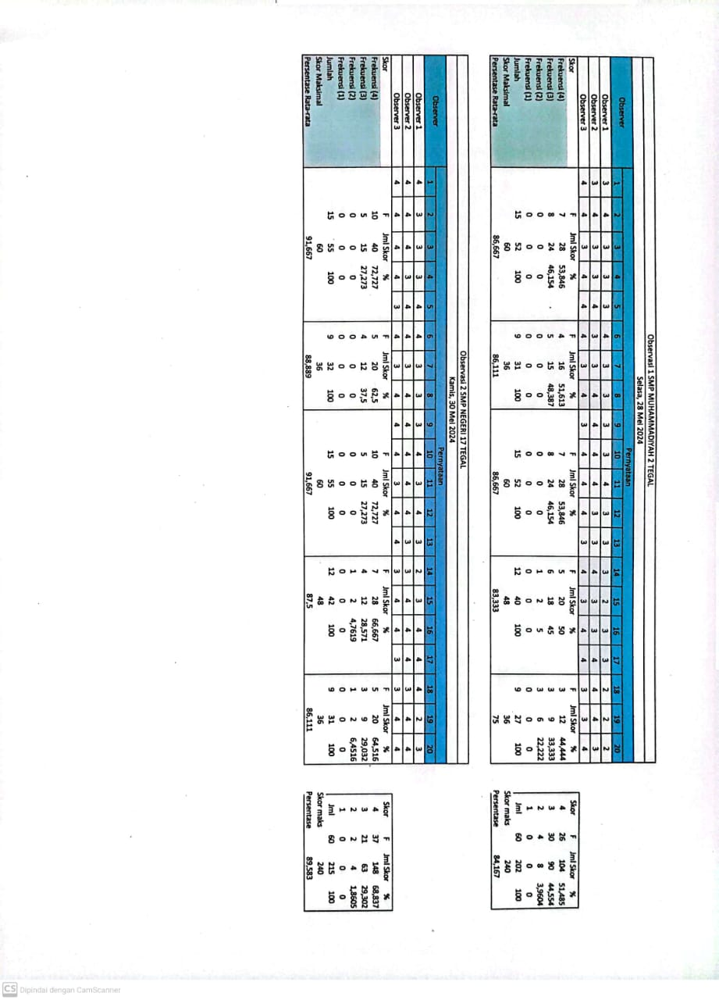 Observasi 1 SMP MUHAMMADIYAH 2 TEGAL
Selasa, 28 Mei 2024
Observer Pernyataan
1 2 3 4 5 6 7 8 9 10 11 12 13 14 15 16 17 18 19 20
Observer 1 3 4 3 3 3 4 3 3 3 3 4 3 3 3 2 3 3 2 2 2
Observer 2 3 4 3 3 4 3 3 4 4 4 4 3 3 4 3 3 4 4 4 3
Observer 3 4 4 3 4 4 4 3 4 3 4 4 4 3 4 3 4 4 3 3 4
Skor F Jml Skor % F Jml Skor % F Jml Skor % F Jml Skor % F Jml Skor % Skor F Jml Skor %
Frekuensi (4) 7 28 53,846 4 16 51,613 7 28 53,846 5 20 50 3 12 44,444 4 26 104 51,485
Frekuensi (3) 8 24 46,154 5 15 48,387 8 24 46,154 6 18 45 3 9 33,333 3 30 90 44,554
Frekuensi (2) 0 0 0 0 0 0 0 0 0 1 2 5 3 6 22,222 2 4 8 3,9604
Frekuensi (1) 0 0 0 0 0 0 0 0 0 0 0 0 0 0 0 1 0 0 0
Jumlah 15 52 100 9 31 100 15 52 100 12 40 100 9 27 100 Jml 60 202 100
Skor Maksimal 60 36 60 48 36 Skor maks 240
Persentase Rata-rata 86,667 86,111 86,667 83,333 75 Persentase 84,167
Observasi 2 SMP NEGERI 17 TEGAL
Kamis, 30 Mei 2024
Observer Pernyataan
1 2 3 4 5 6 7 8 9 10 11 12 13 14 15 16 17 18 19 20
Observer 1 4 3 3 3 4 4 3 3 3 4 3 4 3 2 3 4 4 4 2 3
Observer 2 4 4 4 3 4 4 3 4 4 4 4 4 3 3 4 4 4 3 4 4
Observer 3 4 4 4 4 3 4 3 4 4 4 3 4 4 3 4 4 3 3 4 4
Skor F Jml Skor % F Jml Skor % F Jml Skor % F Jml Skor % F Jml Skor % Skor F Jml Skor %
Frekuensi (4) 10 40 72,727 5 20 62,5 10 40 72,727 7 28 66,667 5 20 64,516 4 37 148 68,837
Frekuensi (3) 5 15 27,273 4 12 37,5 5 15 27,273 4 12 28,571 3 9 29,032 3 21 63 29,302
Frekuensi (2) 0 0 0 0 0 0 0 0 0 1 2 4,7619 1 2 6,4516 2 2 4 1,8605
Frekuensi (1) 0 0 0 0 0 0 0 0 0 0 0 0 0 0 0 1 0 0 0
Jumlah 15 55 100 9 32 100 15 55 100 12 42 100 9 31 100 Jml 60 215 100
Skor Maksimal 60 36 60 48 36 Skor maks 240
Persentase Rata-rata 91,667 88,889 91,667 87,5 86,111 Persentase 89,583
CS Dipindai dengan CamScanner